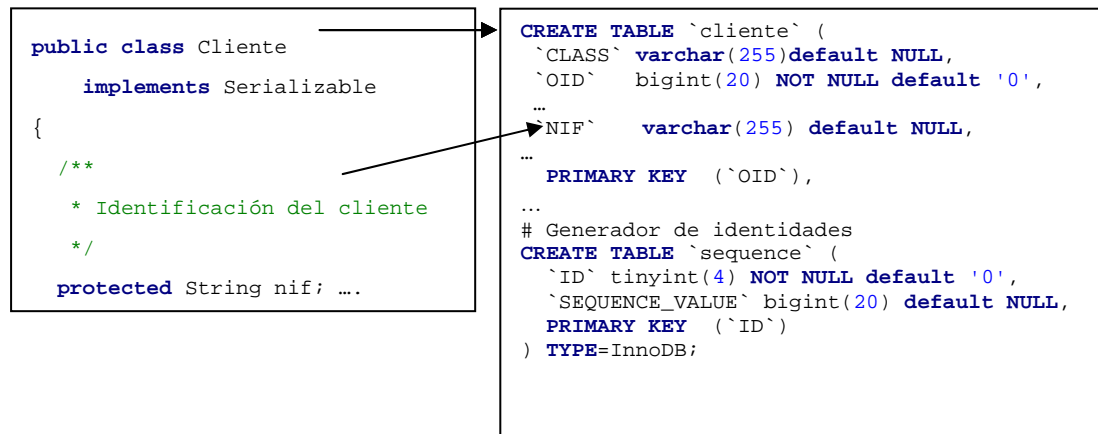 public class Cliente
implements Serializable
{
/**
* Identificación del cliente
*/
protected String nif; ….
CREATE TABLE `cliente` (
`CLASS` varchar(255)default NULL,
`OID` bigint(20) NOT NULL default '0',
…
`NIF` varchar(255) default NULL,
…
PRIMARY KEY (`OID`),
...
# Generador de identidades
CREATE TABLE `sequence` (
`ID` tinyint(4) NOT NULL default '0',
`SEQUENCE_VALUE` bigint(20) default NULL,
PRIMARY KEY (`ID`)
) TYPE=InnoDB;